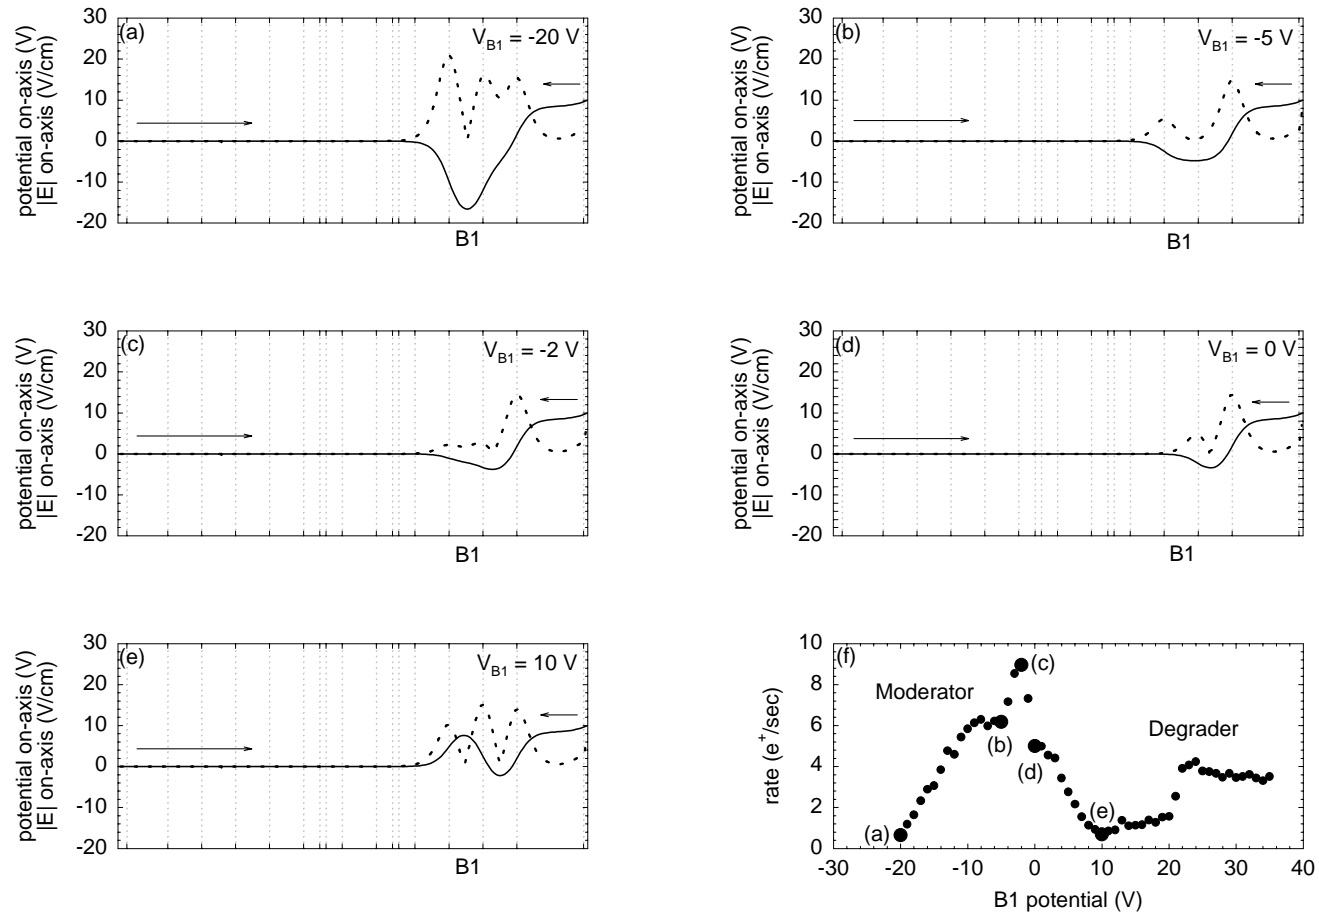 (a)
V_B1 = -20 V
potential on-axis (V)
|E| on-axis (V/cm)
30
20
10
0
-10
-20
B1
(b)
V_B1 = -5 V
potential on-axis (V)
|E| on-axis (V/cm)
30
20
10
0
-10
-20
B1
(c)
V_B1 = -2 V
potential on-axis (V)
|E| on-axis (V/cm)
30
20
10
0
-10
-20
B1
(d)
V_B1 = 0 V
potential on-axis (V)
|E| on-axis (V/cm)
30
20
10
0
-10
-20
B1
(e)
V_B1 = 10 V
potential on-axis (V)
|E| on-axis (V/cm)
30
20
10
0
-10
-20
B1
(f)
rate (e⁺/sec)
10
8
6
4
2
0
Moderator
Degrader
(a)
(b)
(c)
(d)
(e)
-30 -20 -10 0 10 20 30 40
B1 potential (V)